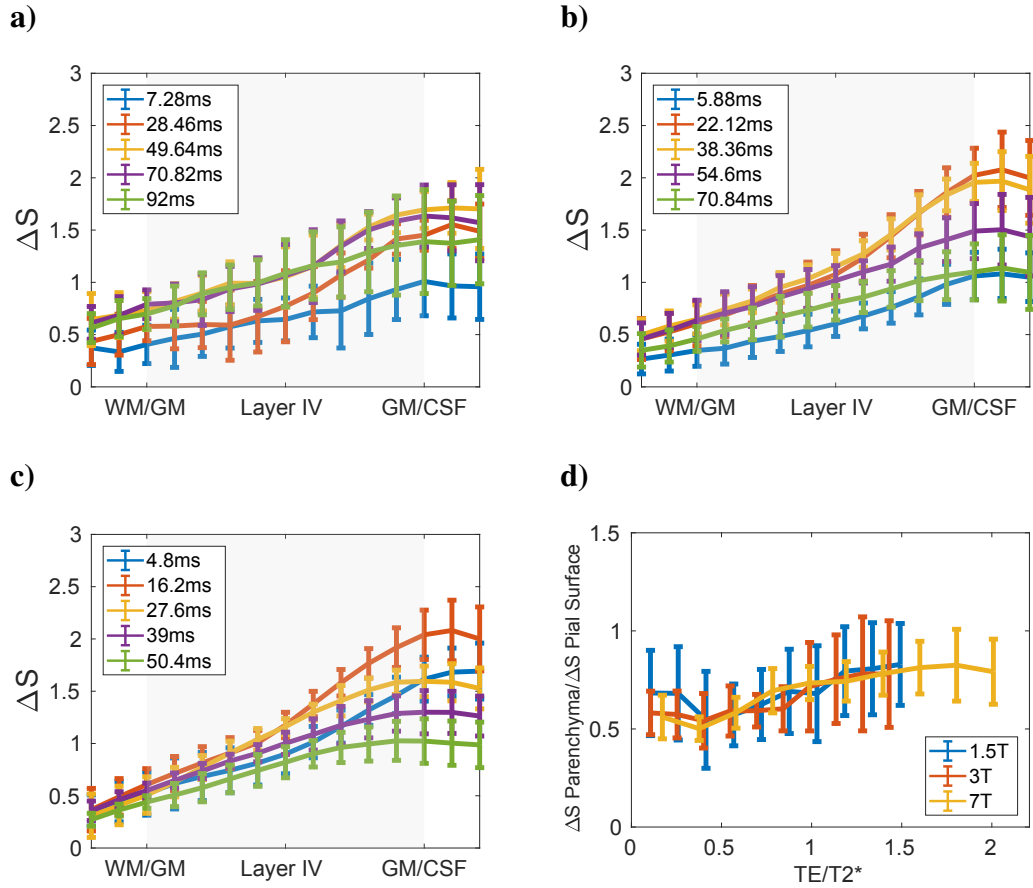 a)
3
2.5
2
1.5
1
0.5
0
ΔS
7.28ms
28.46ms
49.64ms
70.82ms
92ms
WM/GM Layer IV GM/CSF
b)
3
2.5
2
1.5
1
0.5
0
ΔS
5.88ms
22.12ms
38.36ms
54.6ms
70.84ms
WM/GM Layer IV GM/CSF
c)
3
2.5
2
1.5
1
0.5
0
ΔS
4.8ms
16.2ms
27.6ms
39ms
50.4ms
WM/GM Layer IV GM/CSF
d)
1.5
1
0.5
0
ΔS Parenchyma/ΔS Pial Surface
1.5T
3T
7T
0 0.5 1 1.5 2
TE/T2*